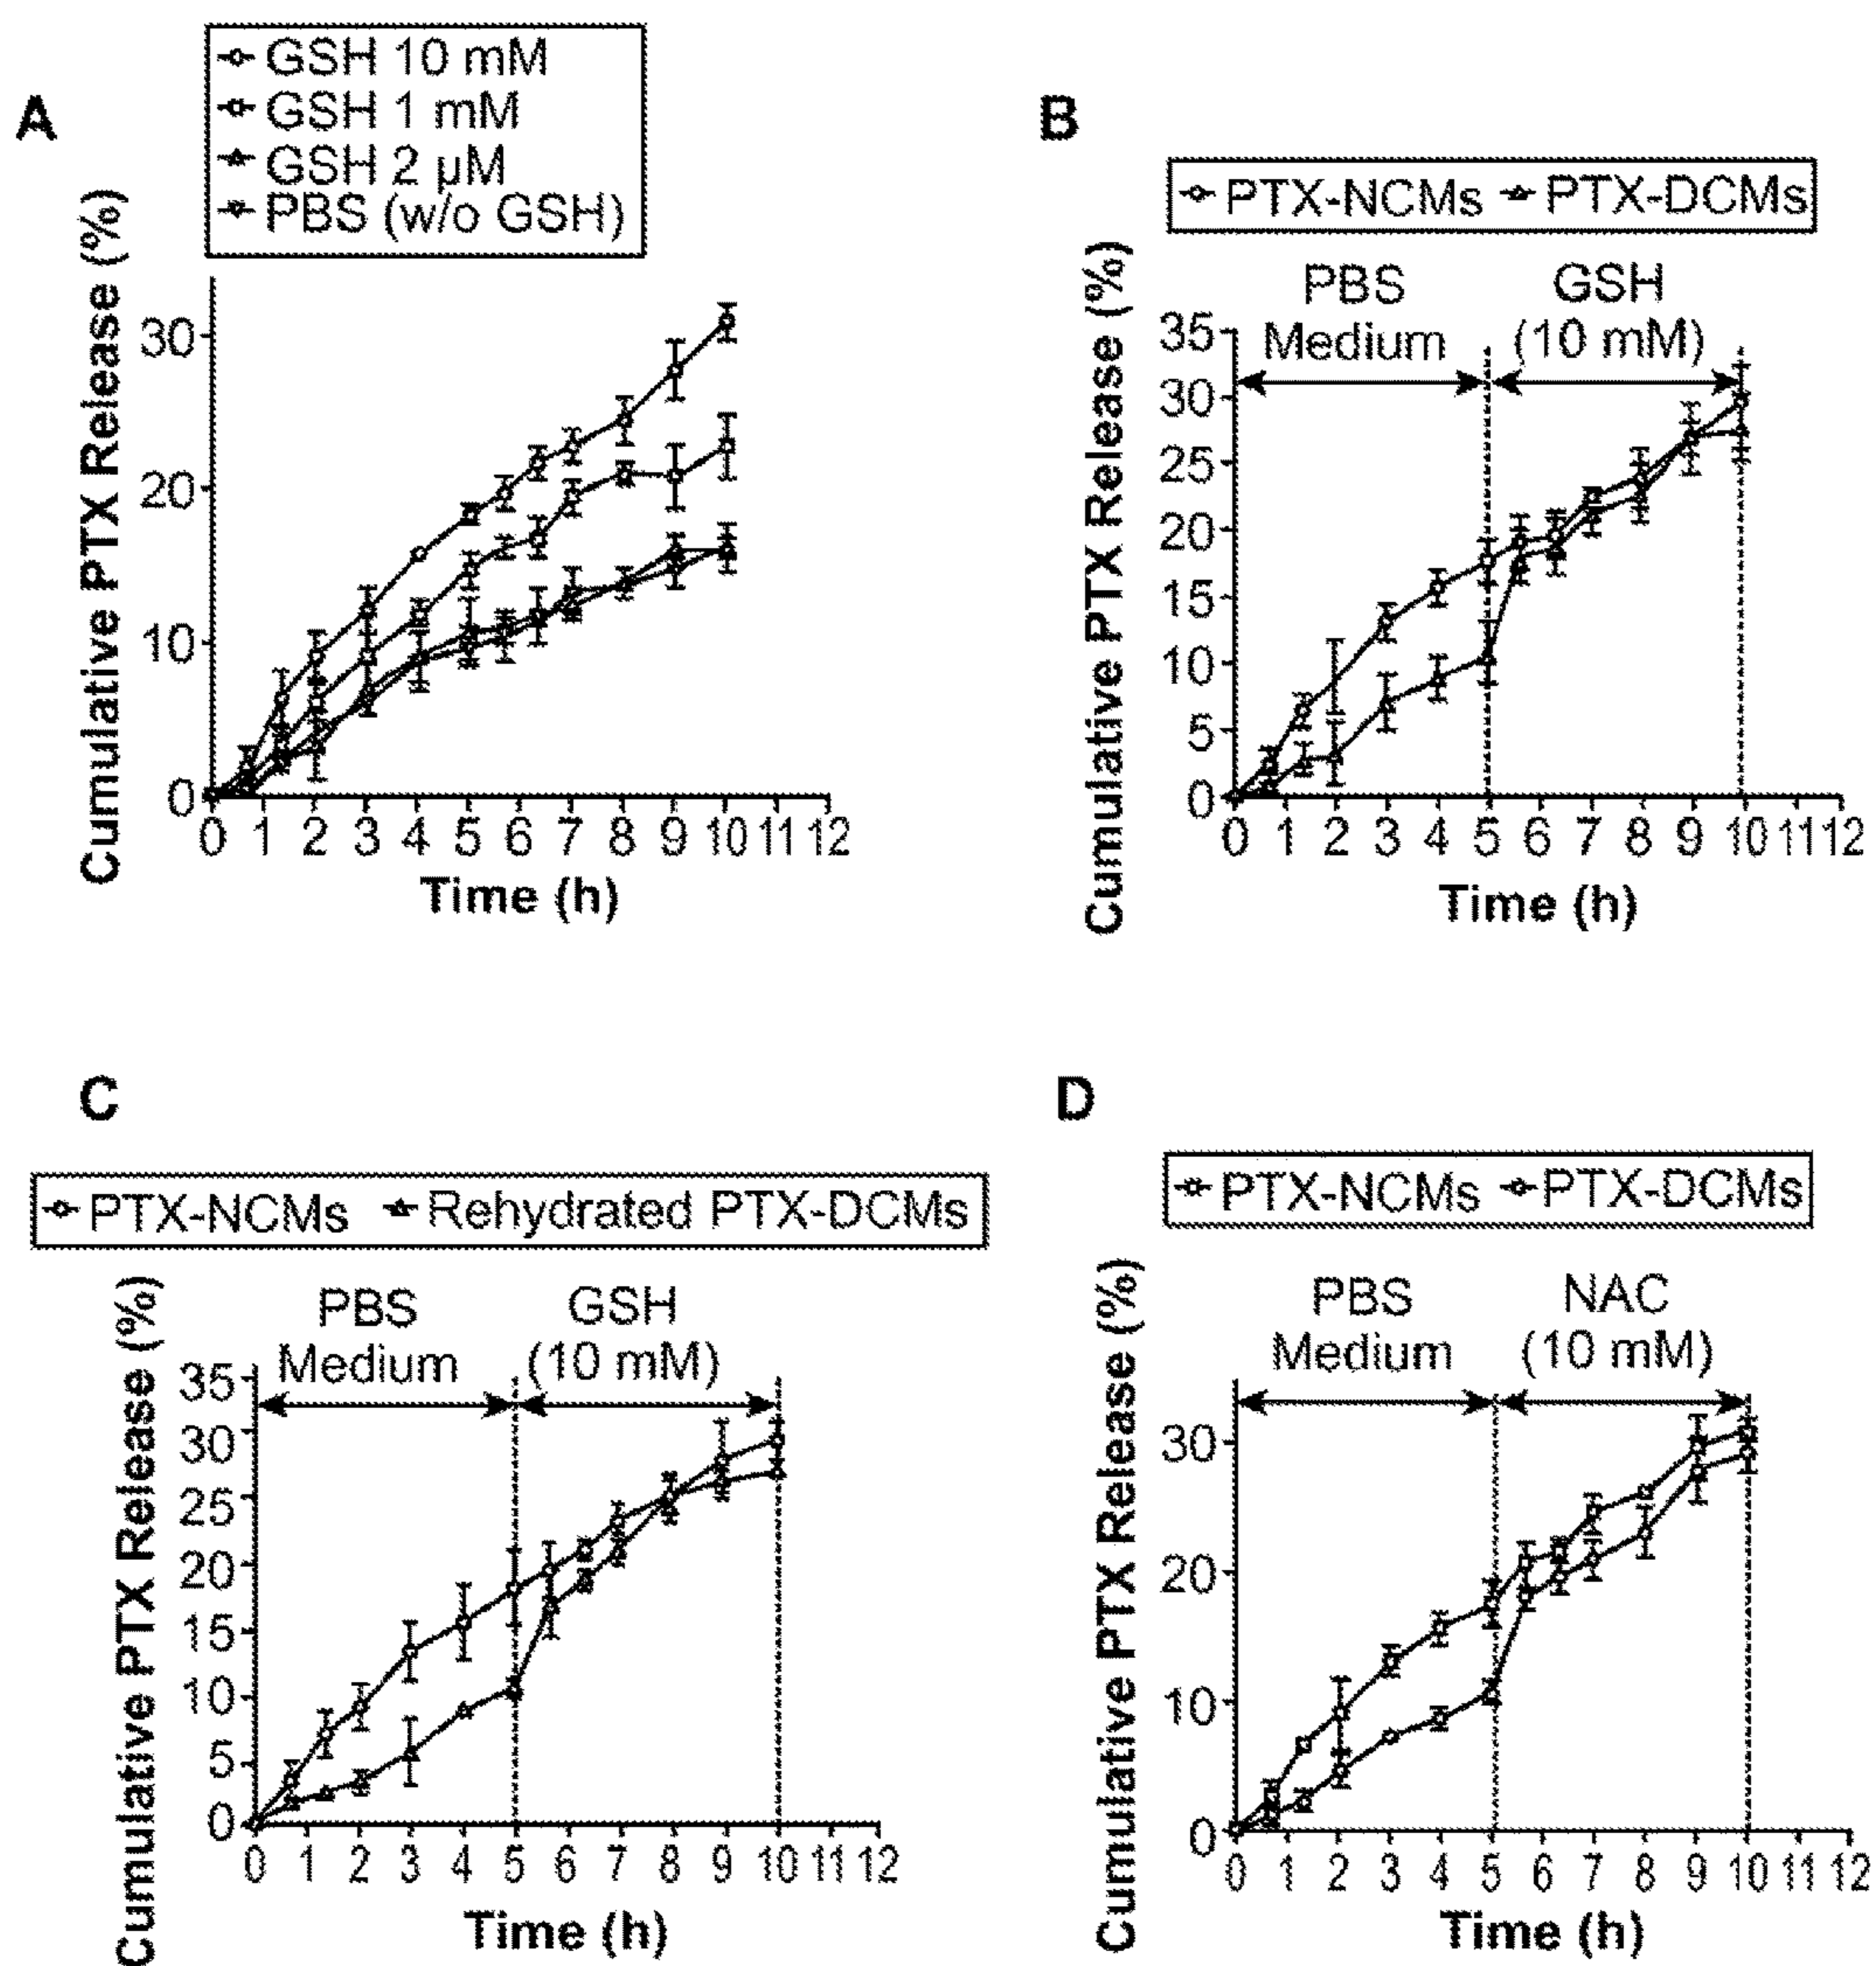 A
GSH 10 mM
GSH 1 mM
GSH 2 µM
PBS (w/o GSH)
Cumulative PTX Release (%)
30
20
10
0
0 1 2 3 4 5 6 7 8 9 10 11 12
Time (h)
B
PTX-NCMs PTX-DCMs
PBS Medium
GSH (10 mM)
Cumulative PTX Release (%)
35
30
25
20
15
10
5
0
0 1 2 3 4 5 6 7 8 9 10 11 12
Time (h)
C
PTX-NCMs Rehydrated PTX-DCMs
PBS Medium
GSH (10 mM)
Cumulative PTX Release (%)
35
30
25
20
15
10
5
0
0 1 2 3 4 5 6 7 8 9 10 11 12
Time (h)
D
PTX-NCMs PTX-DCMs
PBS Medium
NAC (10 mM)
Cumulative PTX Release (%)
30
20
10
0
0 1 2 3 4 5 6 7 8 9 10 11 12
Time (h)